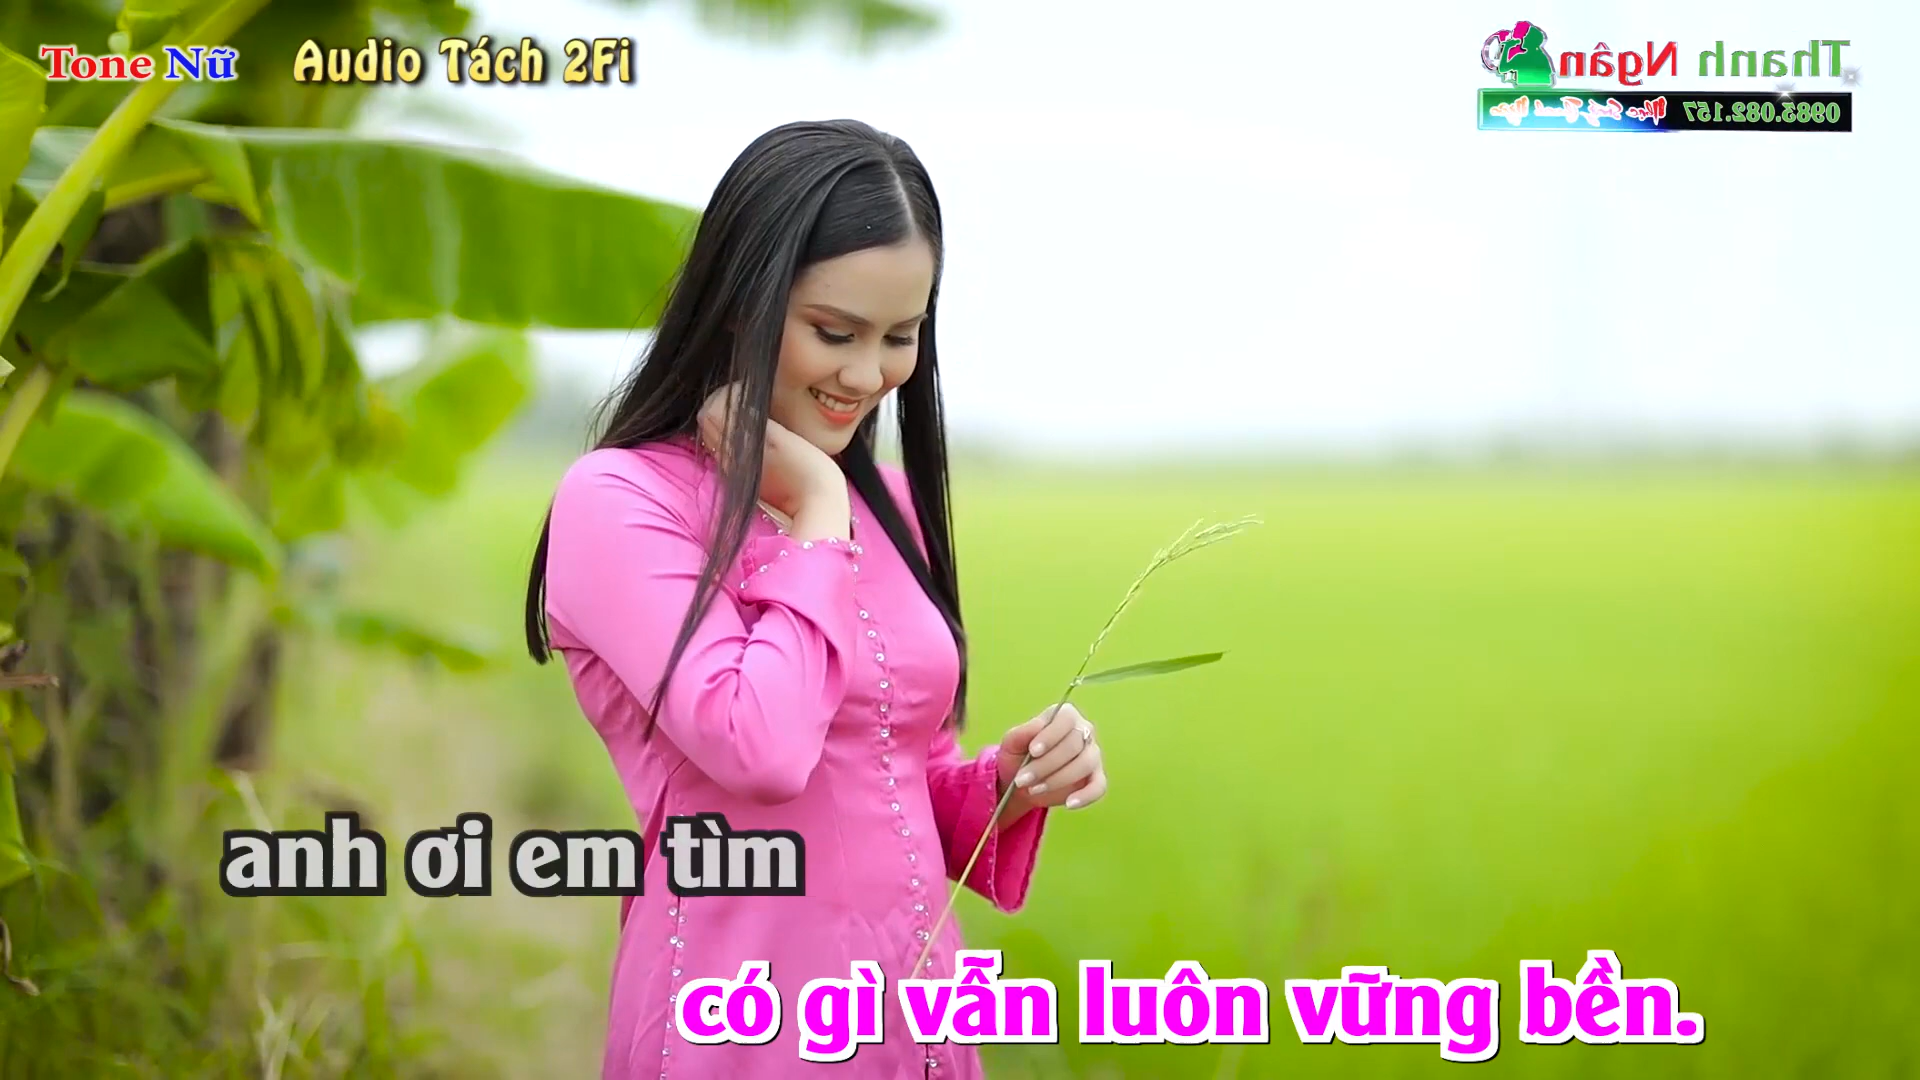 Tone Nữ
Audio Tách 2Fi
Thanh Ngân
0983.082.157
anh ơi em tìm
có gì vẫn luôn vững bền.